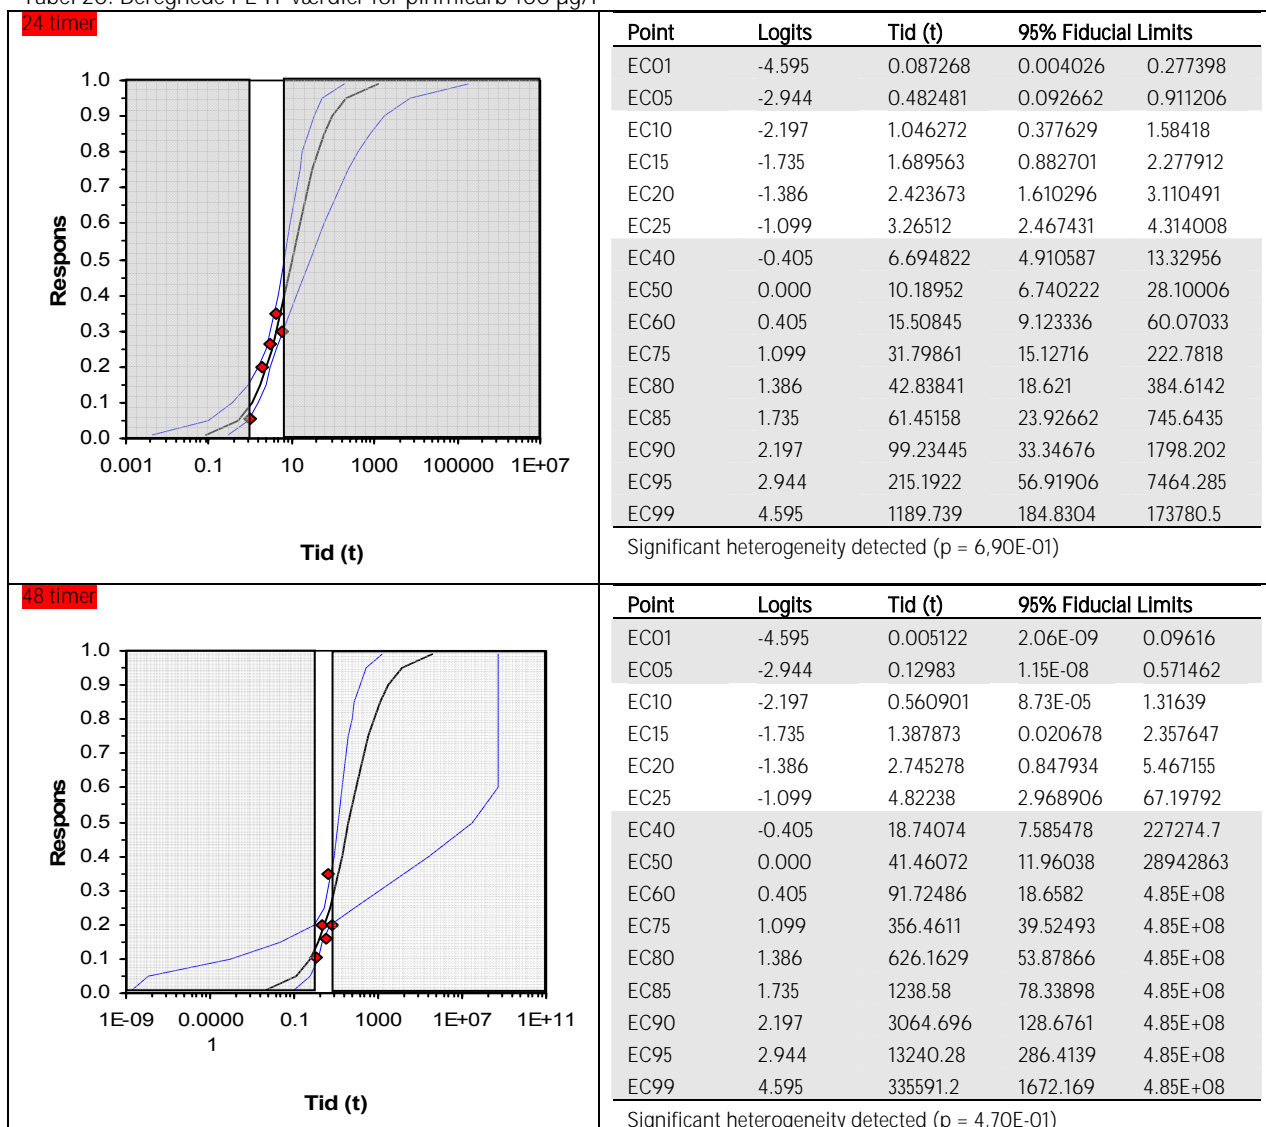 Tabel 20. Beregnede PE-IT værdier for pirimicarb 100 µg/l
24 timer
1.0
0.9
0.8
0.7
0.6
0.5
0.4
0.3
0.2
0.1
0.0
Respons
0.001 0.1 10 1000 100000 1E+07
Tid (t)
Point Logits Tid (t) 95% Fiducial Limits
EC01 -4.595 0.087268 0.004026 0.277398
EC05 -2.944 0.482481 0.092662 0.911206
EC10 -2.197 1.046272 0.377629 1.58418
EC15 -1.735 1.689563 0.882701 2.277912
EC20 -1.386 2.423673 1.610296 3.110491
EC25 -1.099 3.26512 2.467431 4.314008
EC40 -0.405 6.694822 4.910587 13.32956
EC50 0.000 10.18952 6.740222 28.10006
EC60 0.405 15.50845 9.123336 60.07033
EC75 1.099 31.79861 15.12716 222.7818
EC80 1.386 42.83841 18.621 384.6142
EC85 1.735 61.45158 23.92662 745.6435
EC90 2.197 99.23445 33.34676 1798.202
EC95 2.944 215.1922 56.91906 7464.285
EC99 4.595 1189.739 184.8304 173780.5
Significant heterogeneity detected (p = 6,90E-01)
48 timer
1.0
0.9
0.8
0.7
0.6
0.5
0.4
0.3
0.2
0.1
0.0
Respons
1E-09 0.0000 0.1 1000 1E+07 1E+11
1
Tid (t)
Point Logits Tid (t) 95% Fiducial Limits
EC01 -4.595 0.005122 2.06E-09 0.09616
EC05 -2.944 0.12983 1.15E-08 0.571462
EC10 -2.197 0.560901 8.73E-05 1.31639
EC15 -1.735 1.387873 0.020678 2.357647
EC20 -1.386 2.745278 0.847934 5.467155
EC25 -1.099 4.82238 2.968906 67.19792
EC40 -0.405 18.74074 7.585478 227274.7
EC50 0.000 41.46072 11.96038 28942863
EC60 0.405 91.72486 18.6582 4.85E+08
EC75 1.099 356.4611 39.52493 4.85E+08
EC80 1.386 626.1629 53.87866 4.85E+08
EC85 1.735 1238.58 78.33898 4.85E+08
EC90 2.197 3064.696 128.6761 4.85E+08
EC95 2.944 13240.28 286.4139 4.85E+08
EC99 4.595 335591.2 1672.169 4.85E+08
Significant heterogeneity detected (p = 4,70E-01)